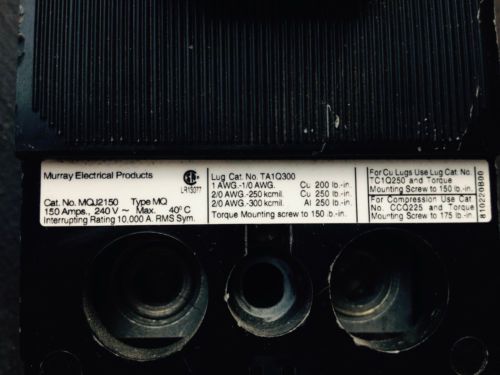 Murray Electrical Products
LR15077
Cat. No. MQJ2150 Type MQ
150 Amps., 240 V ~ Max. 40°C
Interrupting Rating 10,000 A. RMS Sym.
Lug Cat. No. TA1Q300
1 AWG.-1/0 AWG. Cu 200 lb.-in.
2/0 AWG.-250 kcmil. Cu 250 lb.-in.
2/0 AWG.-300 kcmil. Al 250 lb.-in.
Torque Mounting screw to 150 lb.-in.
For Cu Lugs Use Lug Cat. No.
TC1Q250 and Torque
Mounting Screw to 150 lb.-in.
For Compression Use Cat
No. CCQ225 and Torque
Mounting Screw to 175 lb.-in.
810220B00